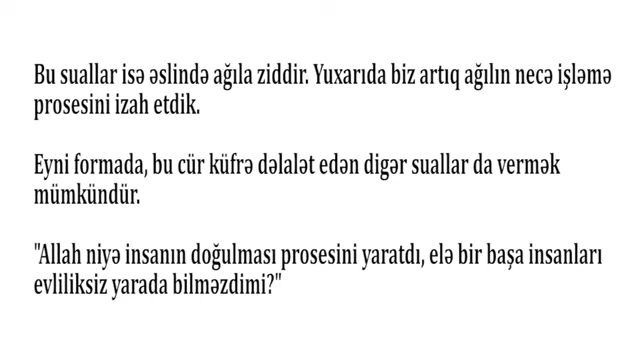 Bu suallar isə əslində ağıla ziddir. Yuxarıda biz artıq ağılın necə işləmə
prosesini izah etdik.
Eyni formada, bu cür küfrə dəlalət edən digər suallar da vermək
mümkündür.
"Allah niyə insanın doğulması prosesini yaratdı, elə bir başa insanları
evliliksiz yarada bilməzdimi?"